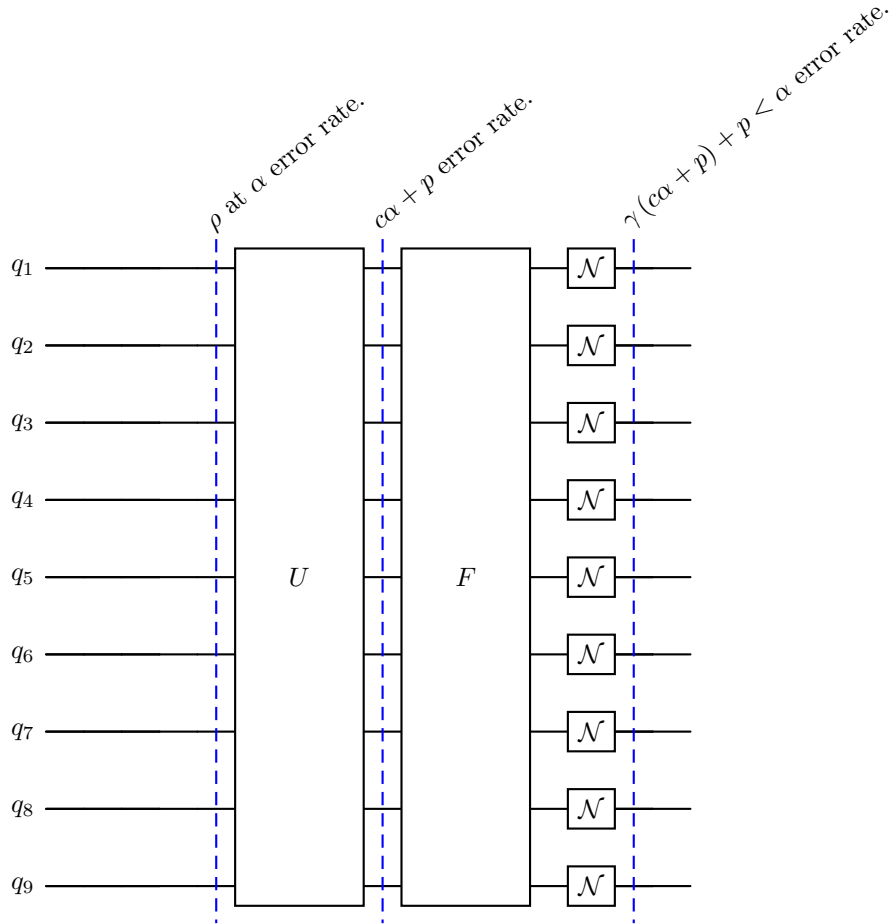 ρ at α error rate.
cα + p error rate.
γ (cα + p) + p < α error rate.
q₁ 𝒩
q₂ 𝒩
q₃ 𝒩
q₄ 𝒩
q₅ U F 𝒩
q₆ 𝒩
q₇ 𝒩
q₈ 𝒩
q₉ 𝒩